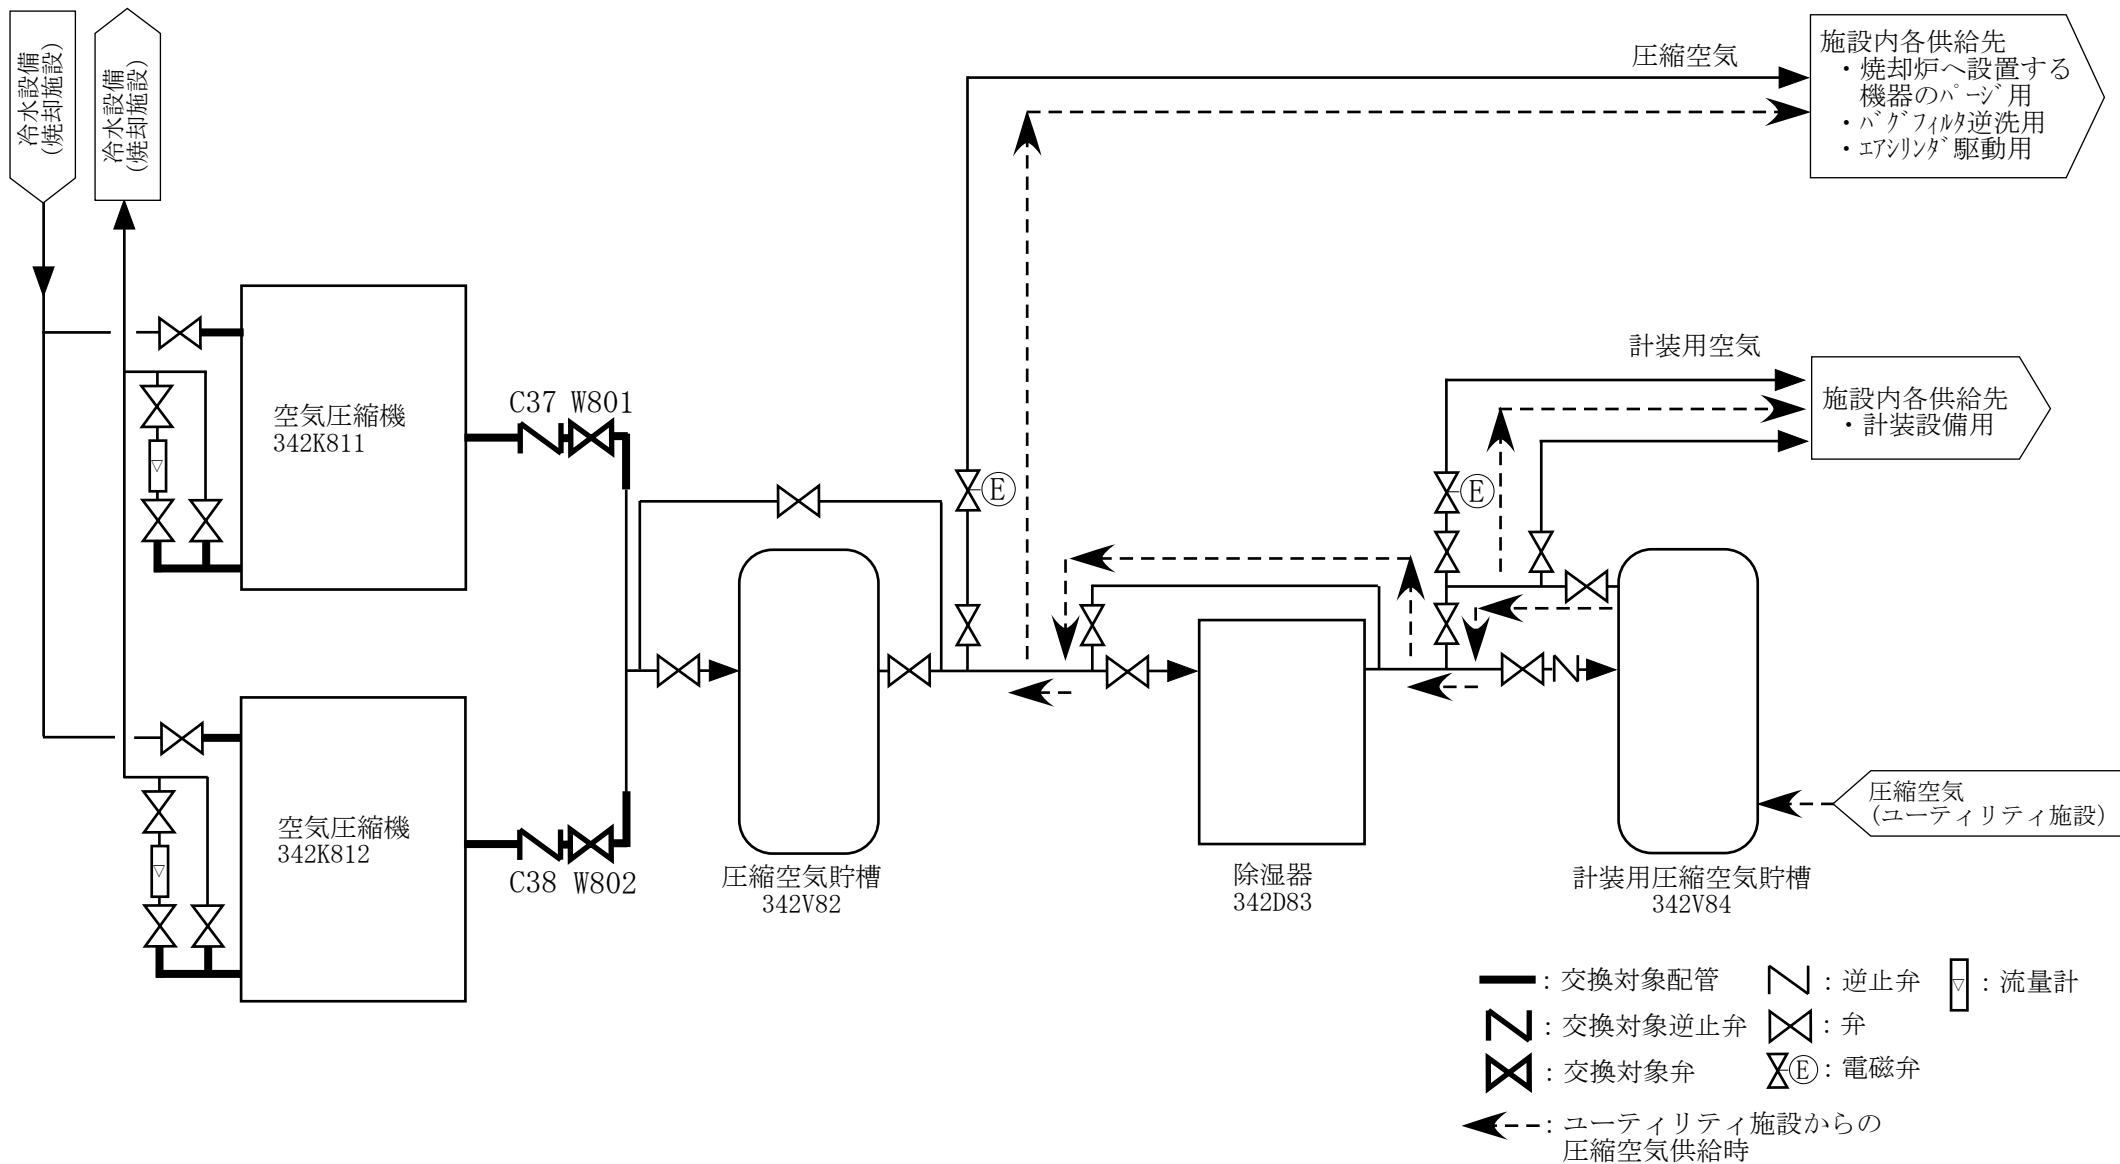 冷水設備
(焼却施設)
冷水設備
(焼却施設)
圧縮空気
施設内各供給先
・焼却炉へ設置する
機器のﾊﾟｰｼﾞ用
・ﾊﾞｸﾞﾌｨﾙﾀ逆洗用
・ｴｱｼﾘﾝﾀﾞ駆動用
計装用空気
施設内各供給先
・計装設備用
空気圧縮機
342K811
C37 W801
E
E
空気圧縮機
342K812
C38 W802
圧縮空気貯槽
342V82
除湿器
342D83
計装用圧縮空気貯槽
342V84
圧縮空気
(ユーティリティ施設)
：交換対象配管
：逆止弁
：流量計
：交換対象逆止弁
：弁
：交換対象弁
E：電磁弁
：ユーティリティ施設からの
圧縮空気供給時